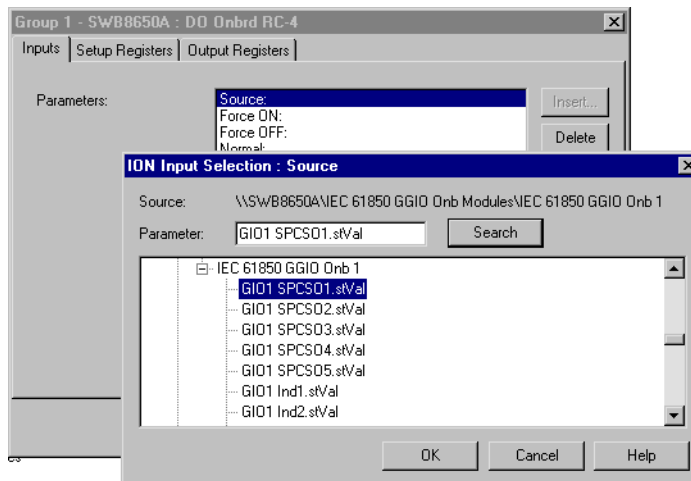 Group 1 - SWB8650A : DO Onbrd RC-4
Inputs Setup Registers Output Registers
Parameters:
Source:
Force ON:
Force OFF:
Normal:
Insert...
Delete
ION Input Selection : Source
Source: \\SWB8650A\IEC 61850 GGIO Onb Modules\IEC 61850 GGIO Onb 1
Parameter: GIO1 SPCSO1.stVal Search
IEC 61850 GGIO Onb 1
GIO1 SPCSO1.stVal
GIO1 SPCSO2.stVal
GIO1 SPCSO3.stVal
GIO1 SPCSO4.stVal
GIO1 SPCSO5.stVal
GIO1 Ind1.stVal
GIO1 Ind2.stVal
OK Cancel Help